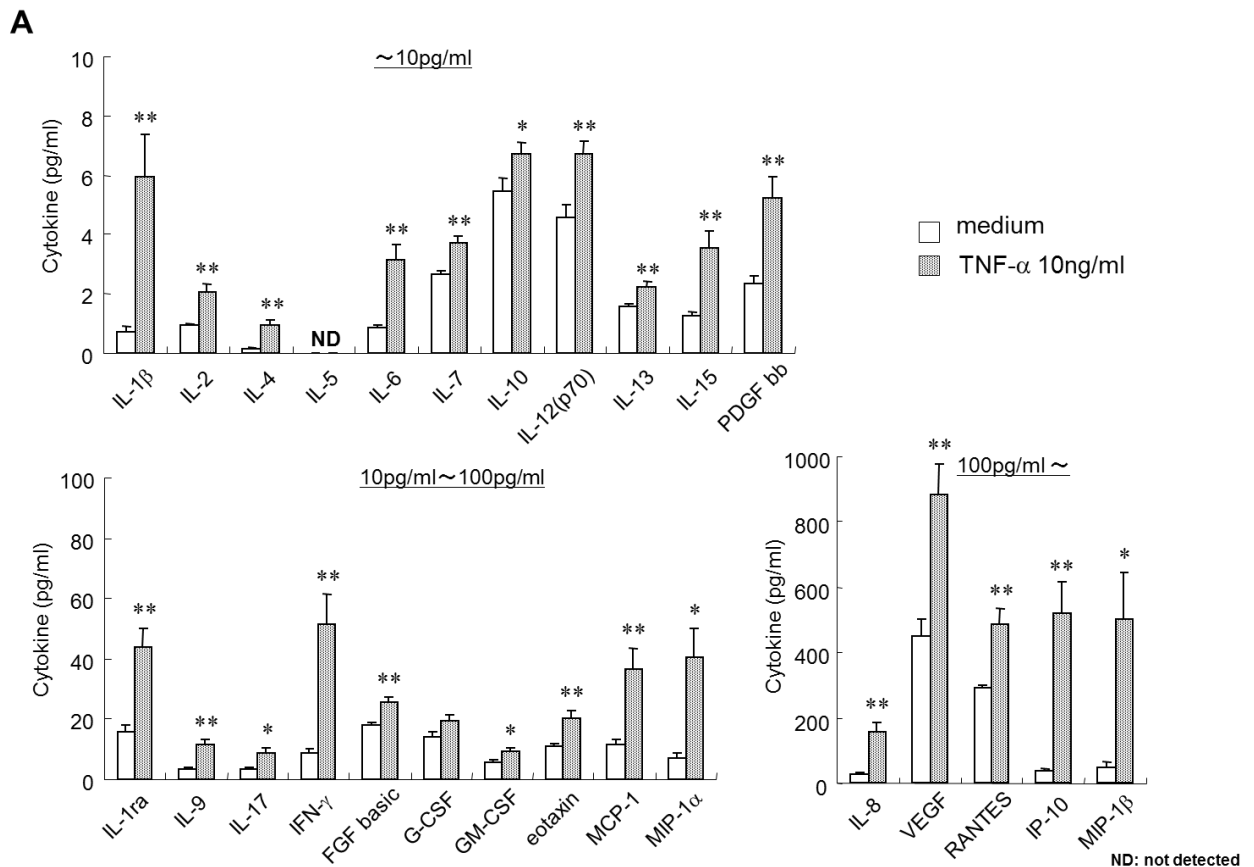 A
~10pg/ml
10
8
6
4
2
0
Cytokine (pg/ml)
** ** ** ** ** * ** ** ** **
ND
IL-1β IL-2 IL-4 IL-5 IL-6 IL-7 IL-10 IL-12(p70) IL-13 IL-15 PDGF bb
medium
TNF-α 10ng/ml
10pg/ml~100pg/ml
100
80
60
40
20
0
Cytokine (pg/ml)
** ** * ** ** * ** ** *
IL-1ra IL-9 IL-17 IFN-γ FGF basic G-CSF GM-CSF eotaxin MCP-1 MIP-1α
100pg/ml ~
1000
800
600
400
200
0
Cytokine (pg/ml)
** ** ** ** *
IL-8 VEGF RANTES IP-10 MIP-1β
ND: not detected